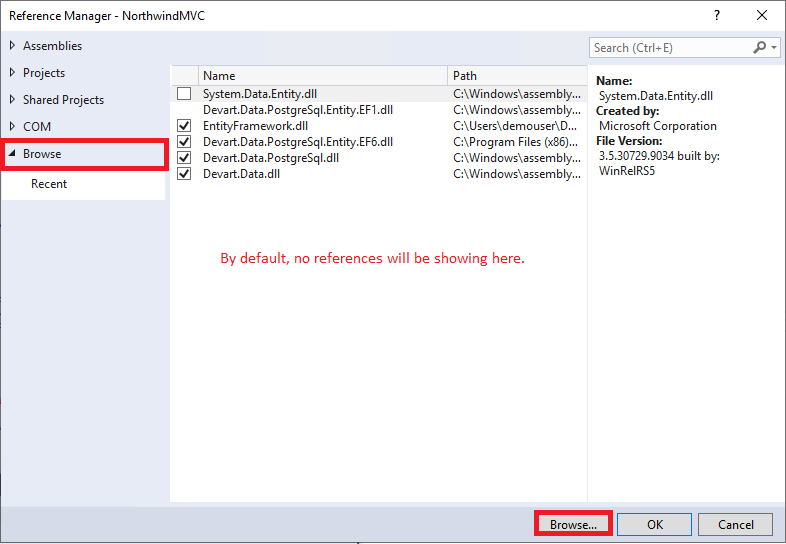 Reference Manager - NorthwindMVC
?
Assemblies
Projects
Shared Projects
COM
Browse
Recent
Name Path
System.Data.Entity.dll C:\Windows\assembly...
Devart.Data.PostgreSql.Entity.EF1.dll C:\Windows\assembly...
EntityFramework.dll C:\Users\demouser\D...
Devart.Data.PostgreSql.Entity.EF6.dll C:\Program Files (x86)...
Devart.Data.PostgreSql.dll C:\Windows\assembly...
Devart.Data.dll C:\Windows\assembly...
By default, no references will be showing here.
Search (Ctrl+E)
Name:
System.Data.Entity.dll
Created by:
Microsoft Corporation
File Version:
3.5.30729.9034 built by:
WinRelRS5
Browse... OK Cancel